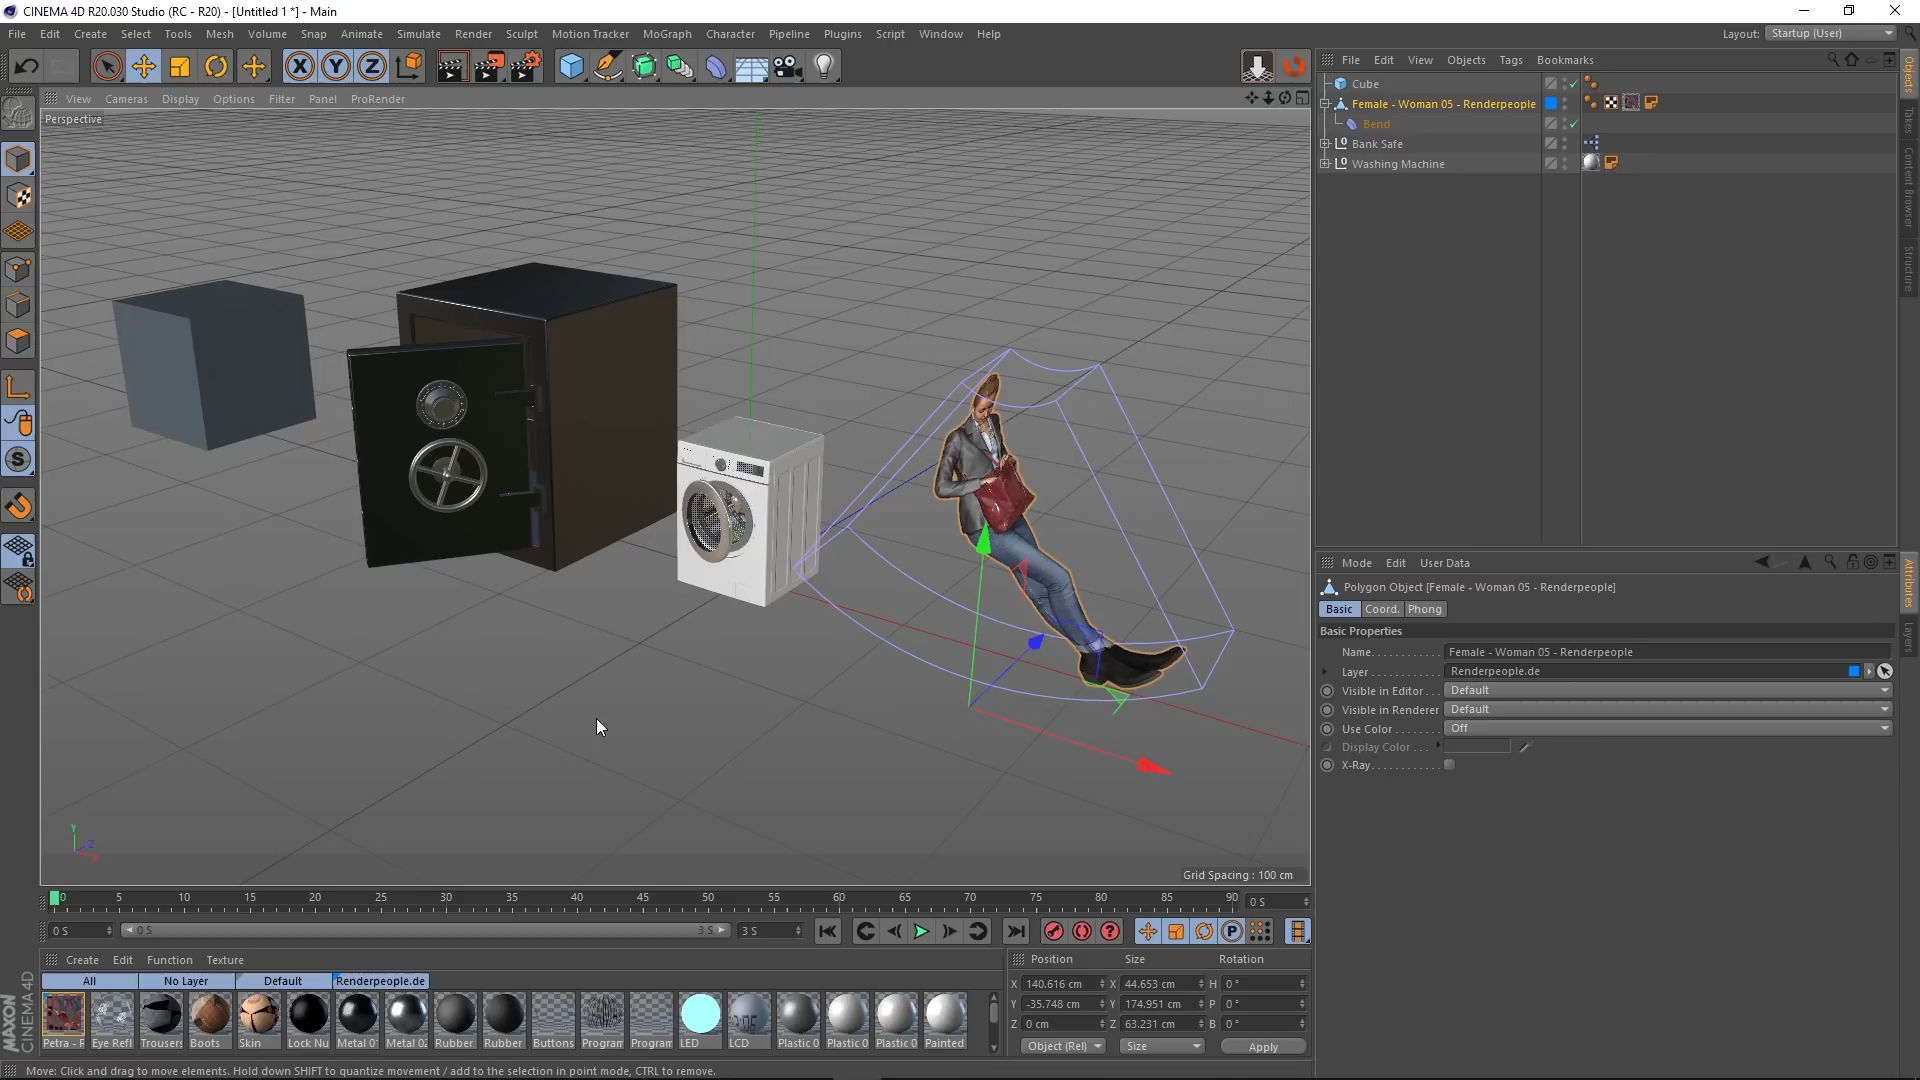 CINEMA 4D R20.030 Studio (RC - R20) - [Untitled 1 *] - Main
File Edit Create Select Tools Mesh Volume Snap Animate Simulate Render Sculpt Motion Tracker MoGraph Character Pipeline Plugins Script Window Help
Layout: Startup (User)
View Cameras Display Options Filter Panel ProRender
Perspective
Grid Spacing : 100 cm
File Edit View Objects Tags Bookmarks
Cube
Female - Woman 05 - Renderpeople
Bend
Bank Safe
Washing Machine
Objects
Takes
Content Browser
Structure
Mode Edit User Data
Polygon Object [Female - Woman 05 - Renderpeople]
Basic Coord. Phong
Basic Properties
Name Female - Woman 05 - Renderpeople
Layer Renderpeople.de
Visible in Editor Default
Visible in Renderer Default
Use Color Off
Display Color
X-Ray
Attributes
Layers
0 5 10 15 20 25 30 35 40 45 50 55 60 65 70 75 80 85 90 0 S
0 S 0 S 3 S 3 S
Create Edit Function Texture
All No Layer Default Renderpeople.de
Petra - F Eye Refl Trousers Boots Skin Lock Nu Metal 01 Metal 02 Rubber Rubber Buttons Program Program LED LCD Plastic 0 Plastic 0 Plastic 0 Painted
Position Size Rotation
X 140.616 cm X 44.653 cm H 0 °
Y -35.748 cm Y 174.951 cm P 0 °
Z 0 cm Z 63.231 cm B 0 °
Object (Rel) Size Apply
MAXON CINEMA 4D
Move: Click and drag to move elements. Hold down SHIFT to quantize movement / add to the selection in point mode, CTRL to remove.